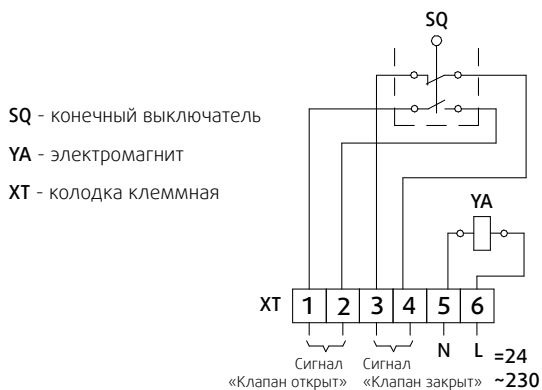 SQ
SQ - конечный выключатель
YA - электромагнит
XT - колодка клеммная
YA
XT 1 2 3 4 5 6
N L =24
~230
Сигнал
«Клапан открыт»
Сигнал
«Клапан закрыт»